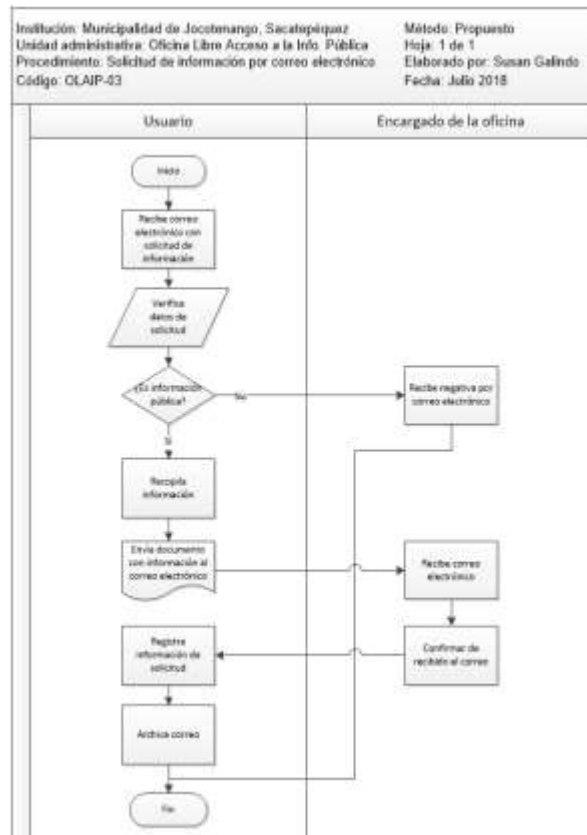 Institución: Municipalidad de Jocotenango, Sacatepéquez
Unidad administrativa: Oficina Libre Acceso a la Info. Pública
Procedimiento: Solicitud de información por correo electrónico
Código: OLAIP-03
Método: Propuesto
Hoja: 1 de 1
Elaborado por: Susan Galindo
Fecha: Julio 2018
Usuario
Encargado de la oficina
Inicio
Recibe correo
electrónico con
solicitud de
información
Verifica
datos de
solicitud
¿Es información
pública?
No
Recibe negativa por
correo electrónico
Si
Recopila
información
Envía documento
con información al
correo electrónico
Recibe correo
electrónico
Confirmar de
recibido al correo
Registra
información de
solicitud
Archiva correo
Fin